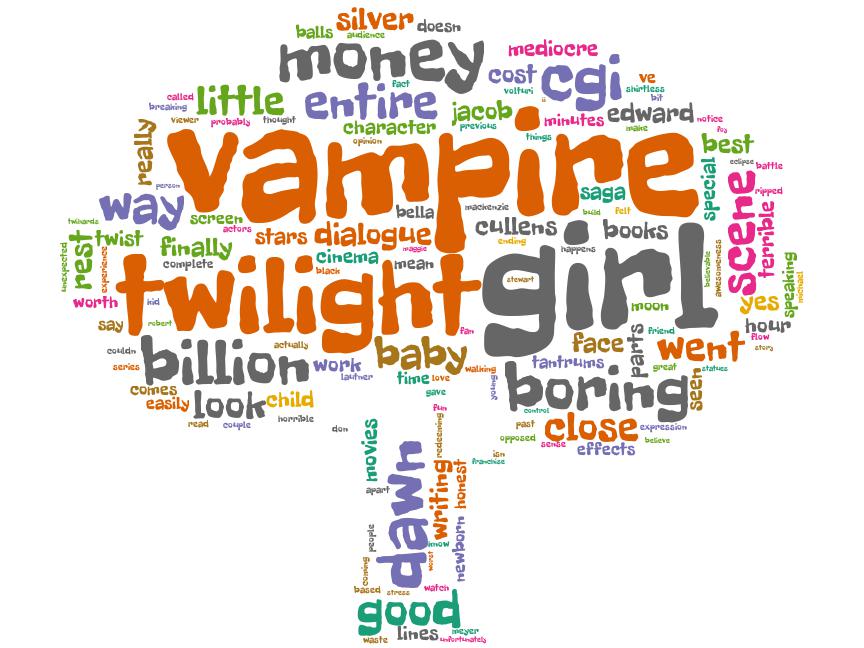 silver
balls
audience
doesn
money
mediocre
cost
cgi
ve
volturi
shirtless
fact
bit
called
breaking
little
entire
jacob
ii
minutes
edward
notice
viewer
probably
thought
character
previous
things
make
foy
opinion
really
vampire
best
eclipse
battle
person
special
scene
ripped
way
saga
bella
mackenzie
build
felt
twihards
screen
actors
cullens
books
terrible
rest
twist
finally
stars
dialogue
maggie
ending
happens
unexpected
experience
complete
cinema
black
mean
believable
awesomeness
speaking
michael
twilight
girl
stewart
worth
kid
moon
yes
say
robert
fan
friend
hour
flow
story
couldn
billion
actually
baby
face
parts
went
series
work
lautner
time
love
walking
tantrums
great
statues
comes
easily
look
child
gave
young
boring
seen
read
couple
horrible
don
fun
control
past
close
expression
opposed
sense
believe
effects
movies
redeeming
isn
franchise
apart
dawn
writing
honest
people
know
newborn
worst
coming
based
stress
watch
good
waste
lines
meyer
unfortunately